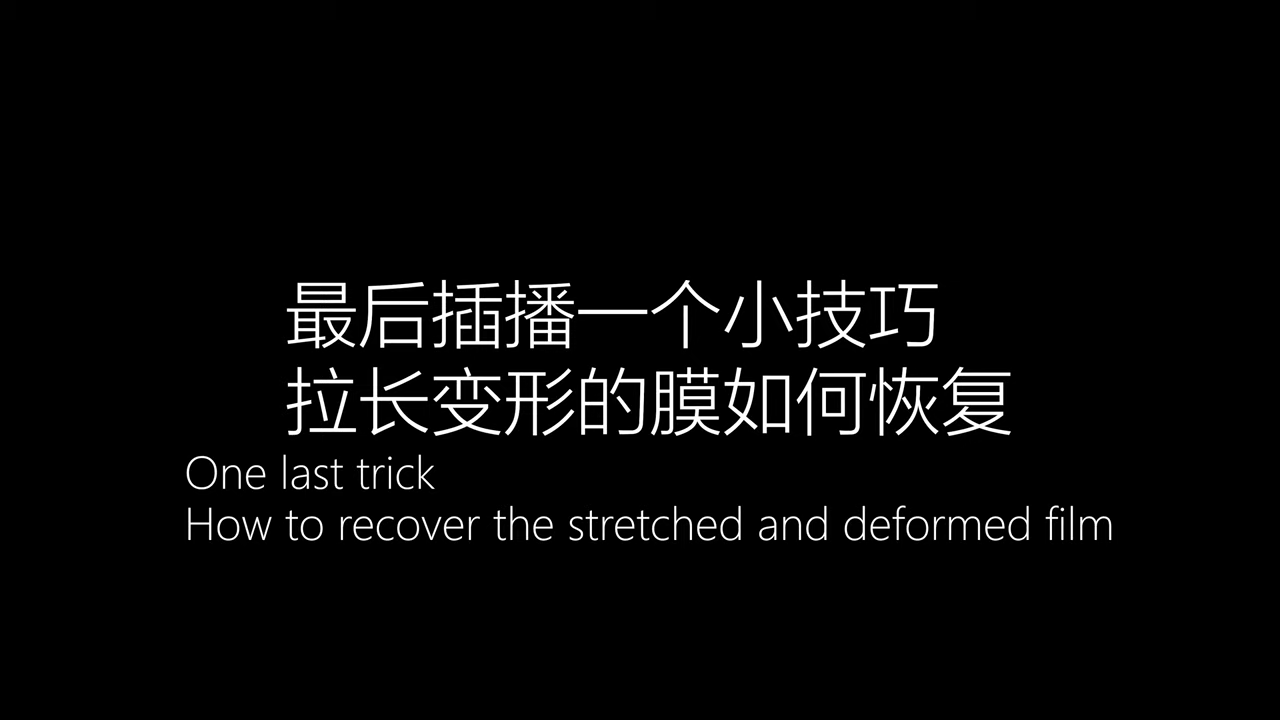 最后插播一个小技巧
拉长变形的膜如何恢复
One last trick
How to recover the stretched and deformed film